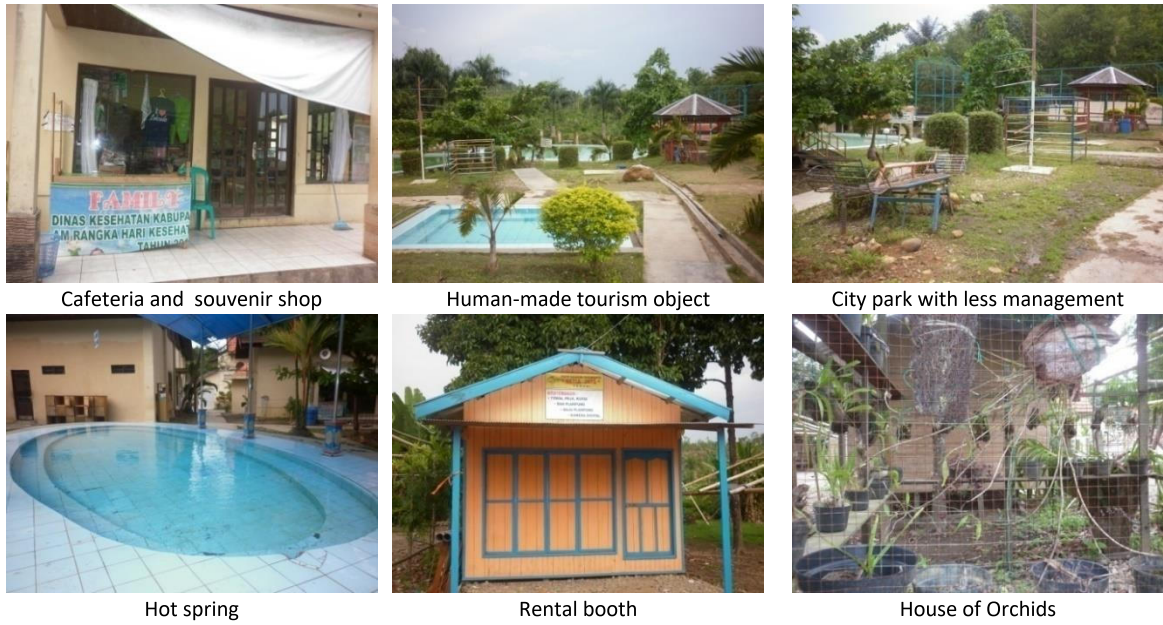 FAMILY
DINAS KESEHATAN KABUPA
AM RANGKA HARI KESEHAT
TAHUN 20
Cafeteria and souvenir shop
Human-made tourism object
City park with less management
Hot spring
Rental booth
House of Orchids